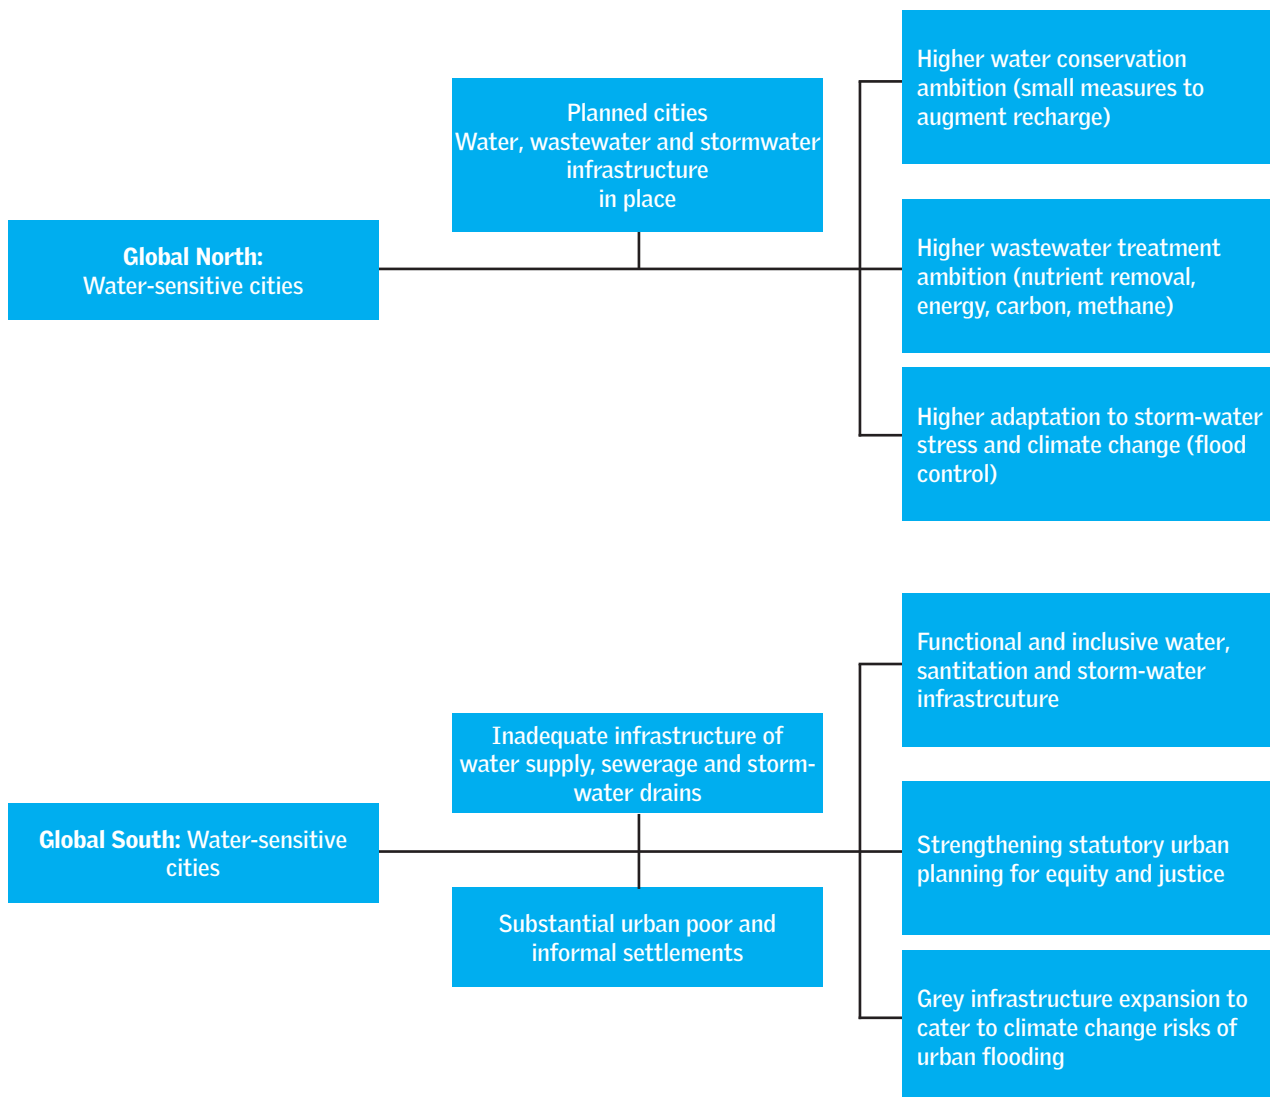 Global North:
Water-sensitive cities
Planned cities
Water, wastewater and stormwater
infrastructure
in place
Higher water conservation
ambition (small measures to
augment recharge)
Higher wastewater treatment
ambition (nutrient removal,
energy, carbon, methane)
Higher adaptation to storm-water
stress and climate change (flood
control)
Global South: Water-sensitive
cities
Inadequate infrastructure of
water supply, sewerage and storm-
water drains
Substantial urban poor and
informal settlements
Functional and inclusive water,
santitation and storm-water
infrastrcuture
Strengthening statutory urban
planning for equity and justice
Grey infrastructure expansion to
cater to climate change risks of
urban flooding